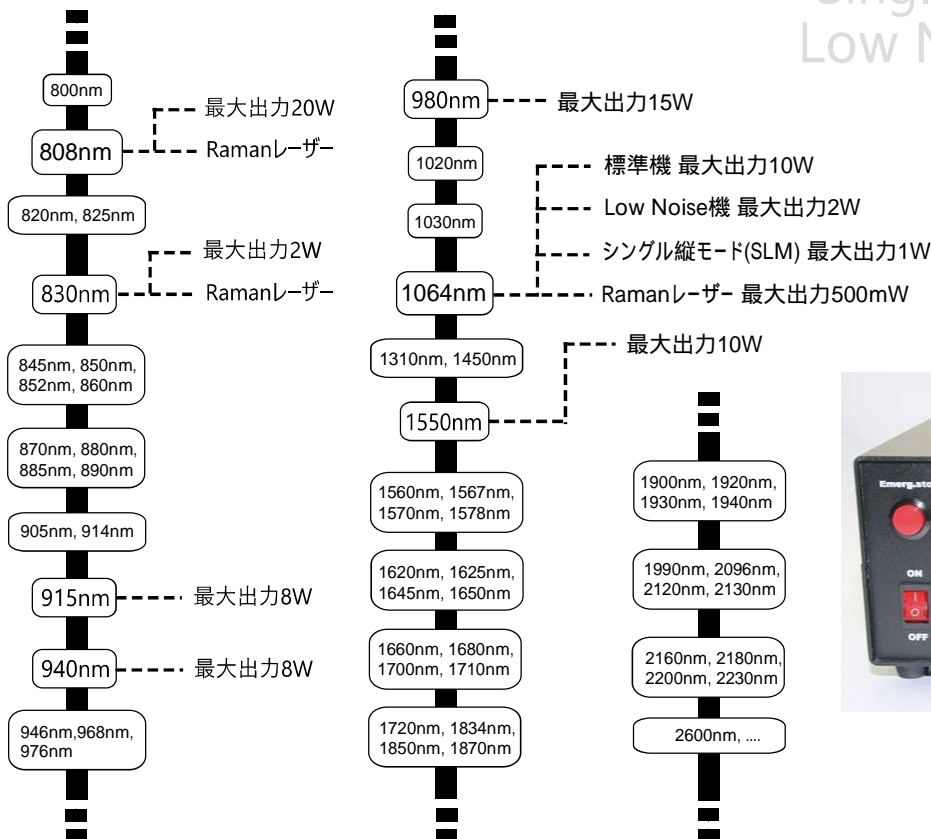 Low N
800nm
最大出力20W
808nm
Ramanレーザー
820nm, 825nm
最大出力2W
830nm
Ramanレーザー
845nm, 850nm,
852nm, 860nm
870nm, 880nm,
885nm, 890nm
905nm, 914nm
915nm
最大出力8W
940nm
最大出力8W
946nm,968nm,
976nm
980nm
最大出力15W
1020nm
標準機 最大出力10W
1030nm
Low Noise機 最大出力2W
シングル縦モード(SLM) 最大出力1W
1064nm
Ramanレーザー 最大出力500mW
1310nm, 1450nm
最大出力10W
1550nm
1560nm, 1567nm,
1570nm, 1578nm
1620nm, 1625nm,
1645nm, 1650nm
1660nm, 1680nm,
1700nm, 1710nm
1720nm, 1834nm,
1850nm, 1870nm
1900nm, 1920nm,
1930nm, 1940nm
1990nm, 2096nm,
2120nm, 2130nm
2160nm, 2180nm,
2200nm, 2230nm
2600nm, ....
Emerg.sto
ON
OFF